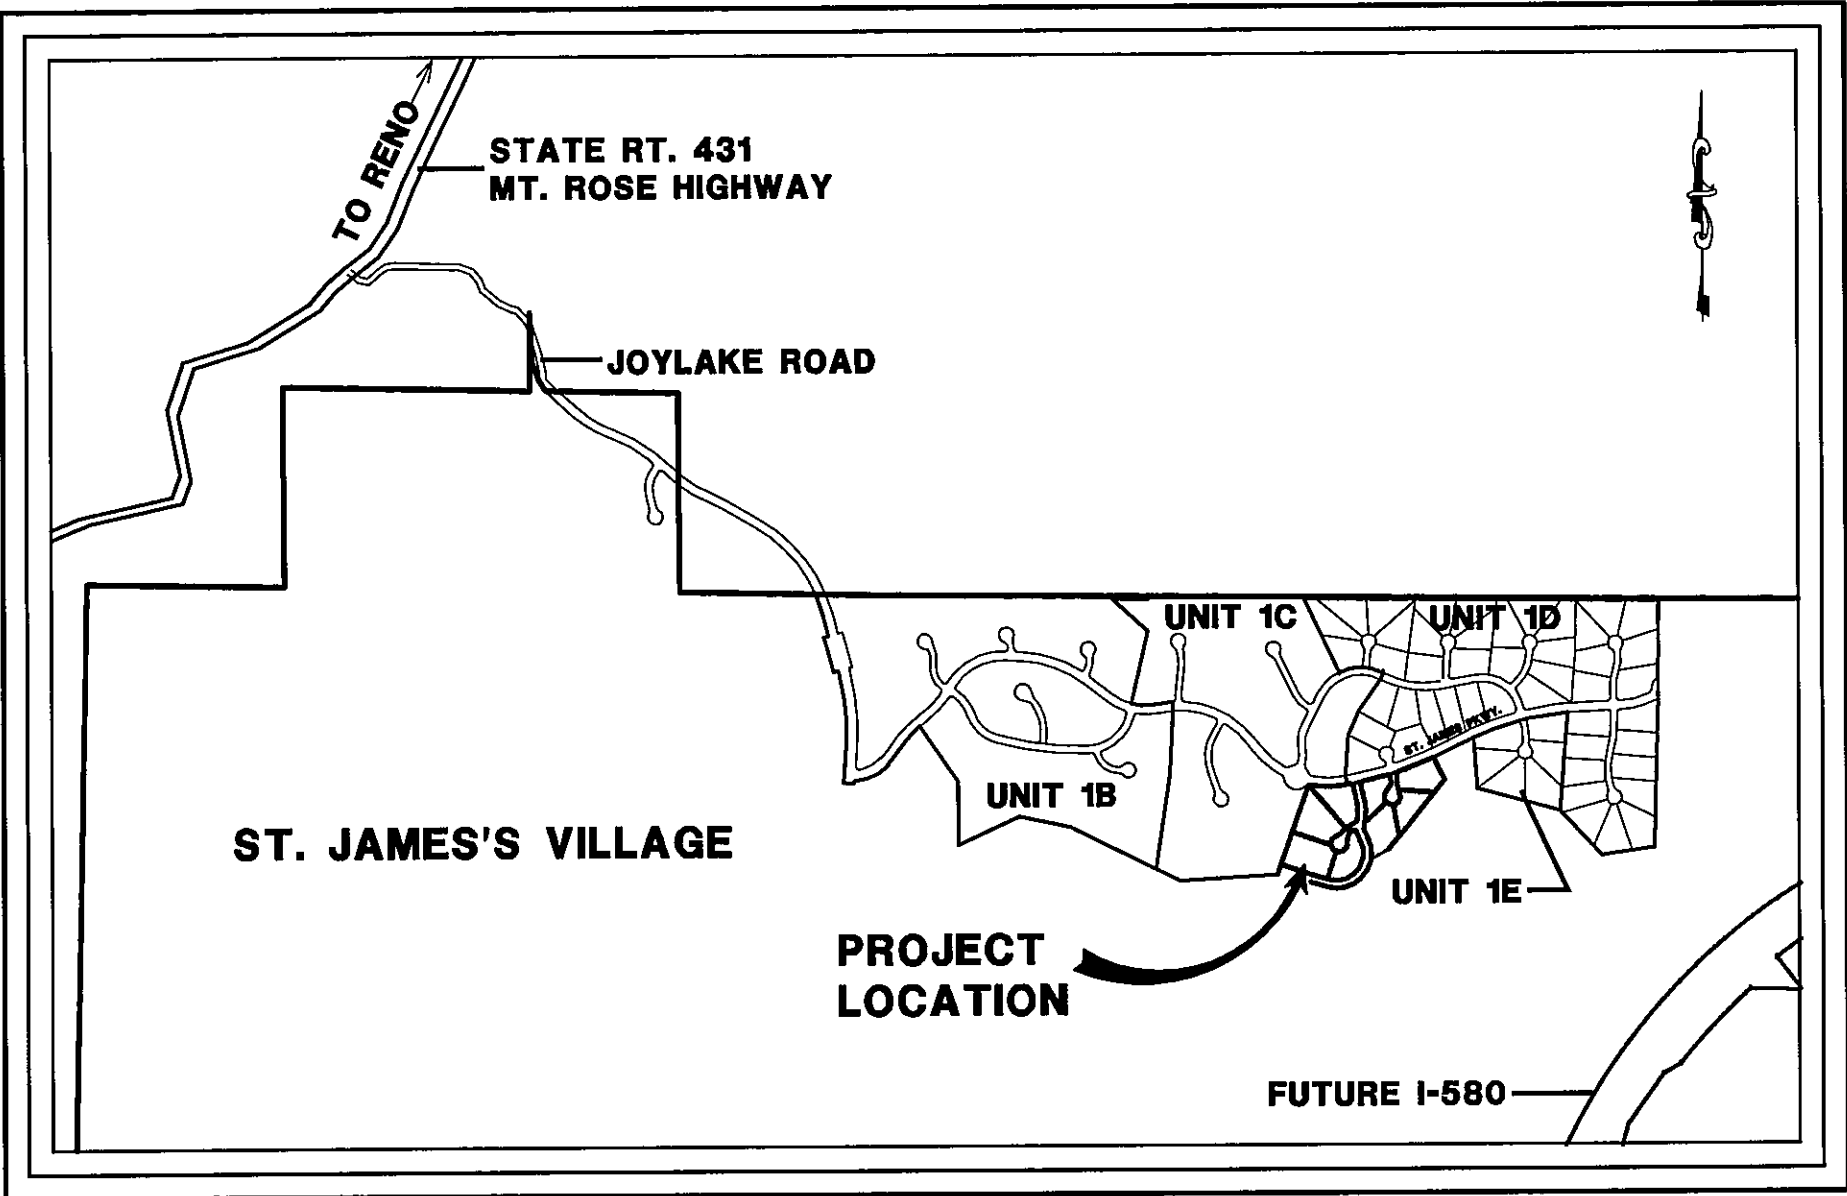 TO RENO
STATE RT. 431
MT. ROSE HIGHWAY
JOYLAKE ROAD
UNIT 1C
UNIT 1D
ST. JAMES PKWY.
UNIT 1B
ST. JAMES'S VILLAGE
UNIT 1E
PROJECT
LOCATION
FUTURE I-580